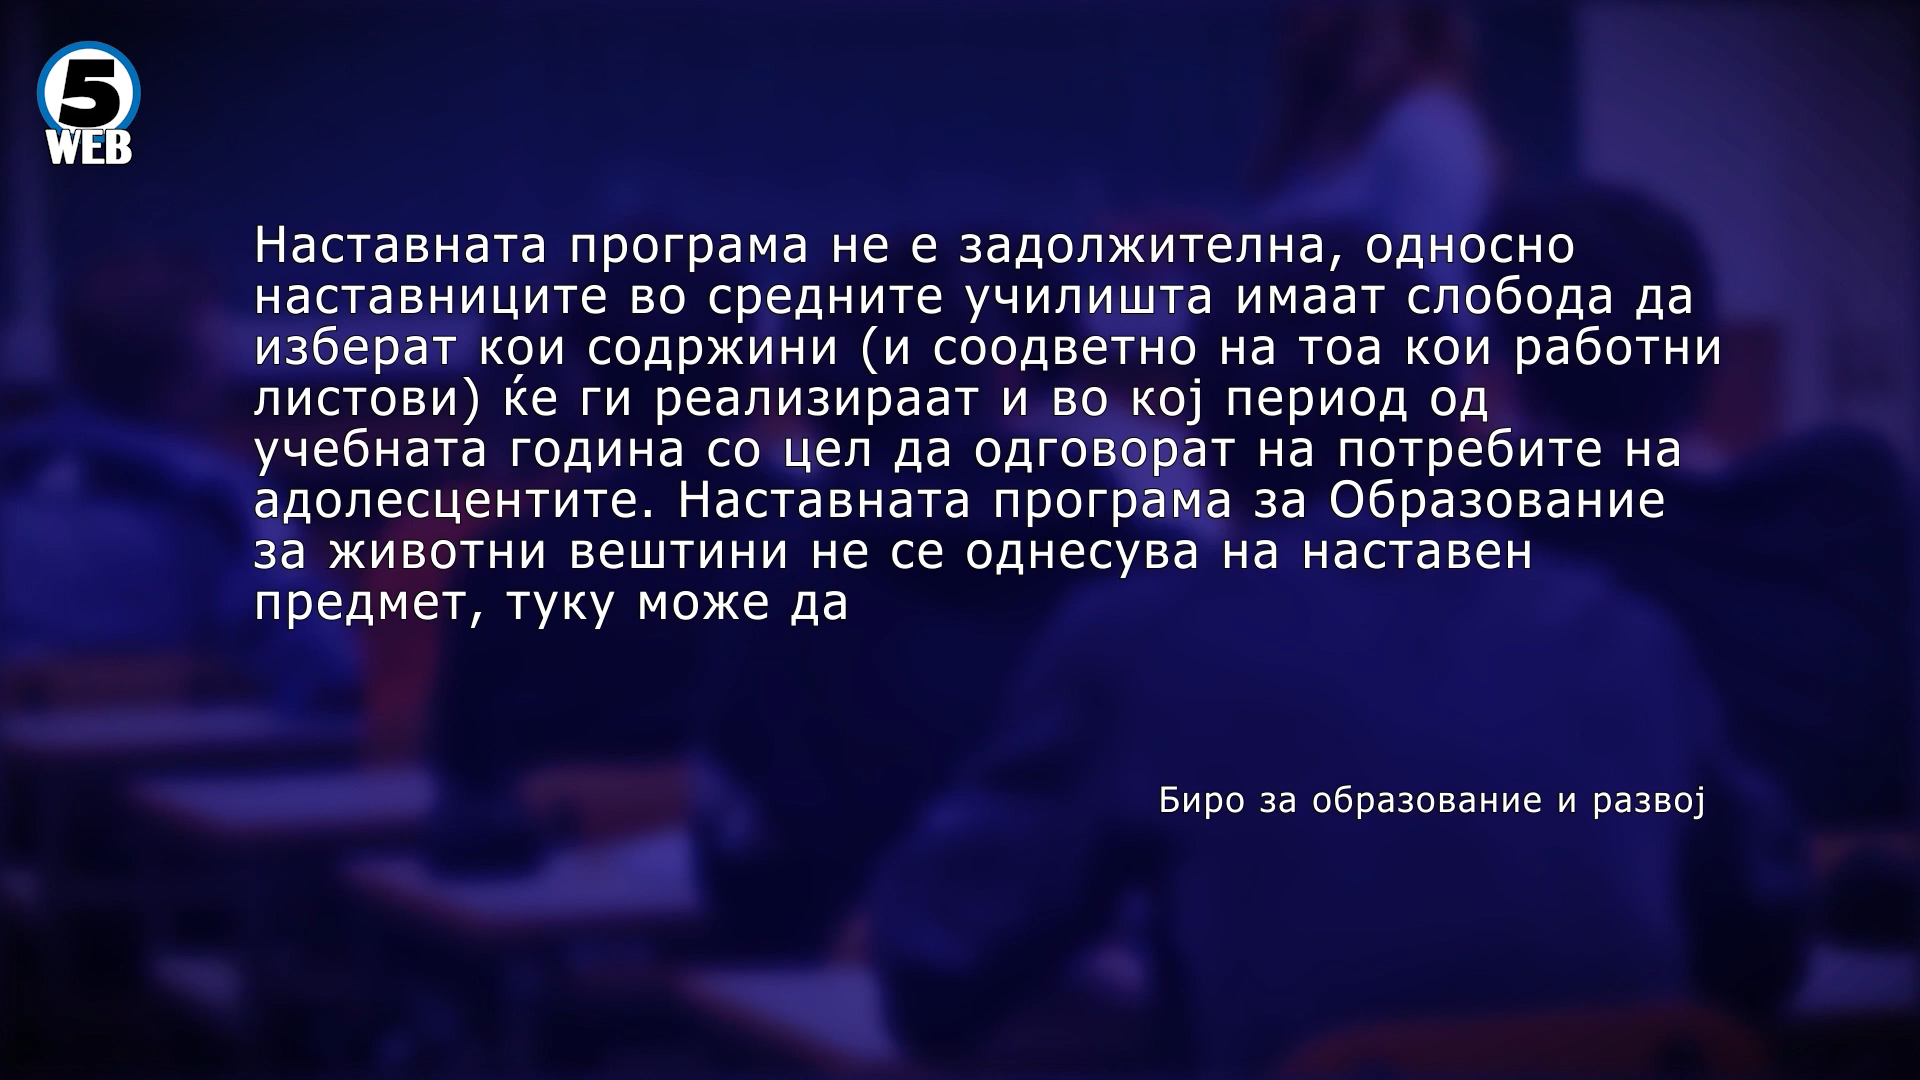 5
WEB
Наставната програма не е задолжителна, односно
наставниците во средните училишта имаат слобода да
изберат кои содржини (и соодветно на тоа кои работни
листови) ќе ги реализираат и во кој период од
учебната година со цел да одговорат на потребите на
адолесцентите. Наставната програма за Образование
за животни вештини не се однесува на наставен
предмет, туку може да
Биро за образование и развој